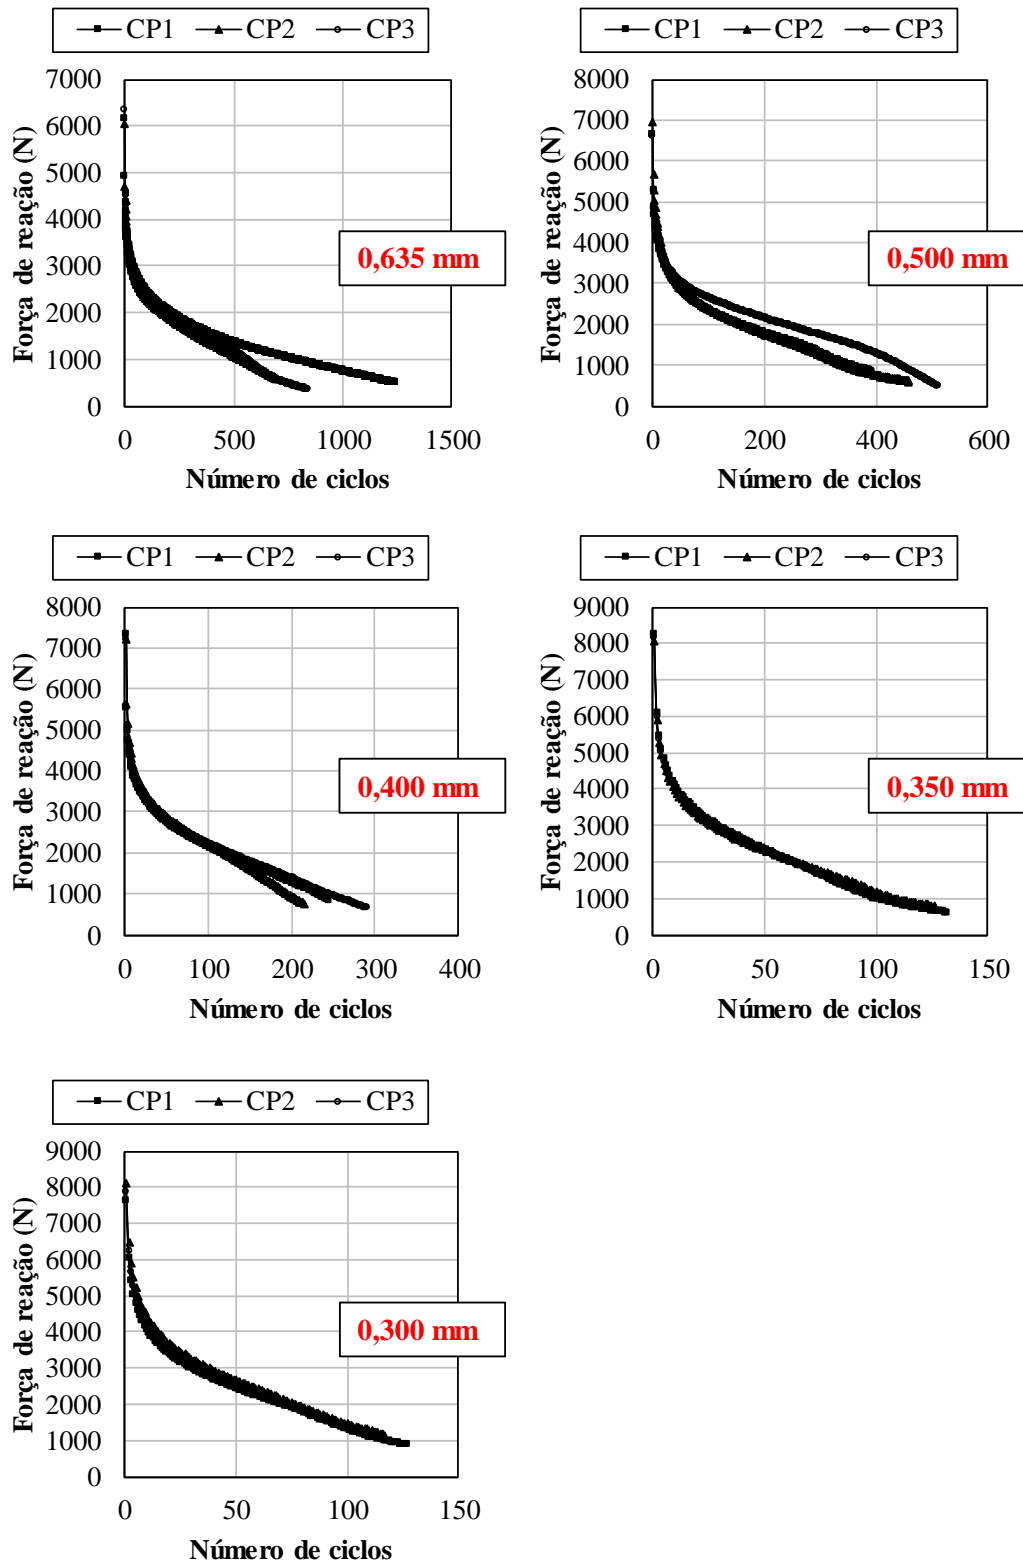 CP1 CP2 CP3
7000
6000
5000
4000
3000
2000
1000
0
Força de reação (N)
0,635 mm
0 500 1000 1500
Número de ciclos
CP1 CP2 CP3
8000
7000
6000
5000
4000
3000
2000
1000
0
Força de reação (N)
0,500 mm
0 200 400 600
Número de ciclos
CP1 CP2 CP3
8000
7000
6000
5000
4000
3000
2000
1000
0
Força de reação (N)
0,400 mm
0 100 200 300 400
Número de ciclos
CP1 CP2 CP3
9000
8000
7000
6000
5000
4000
3000
2000
1000
0
Força de reação (N)
0,350 mm
0 50 100 150
Número de ciclos
CP1 CP2 CP3
9000
8000
7000
6000
5000
4000
3000
2000
1000
0
Força de reação (N)
0,300 mm
0 50 100 150
Número de ciclos